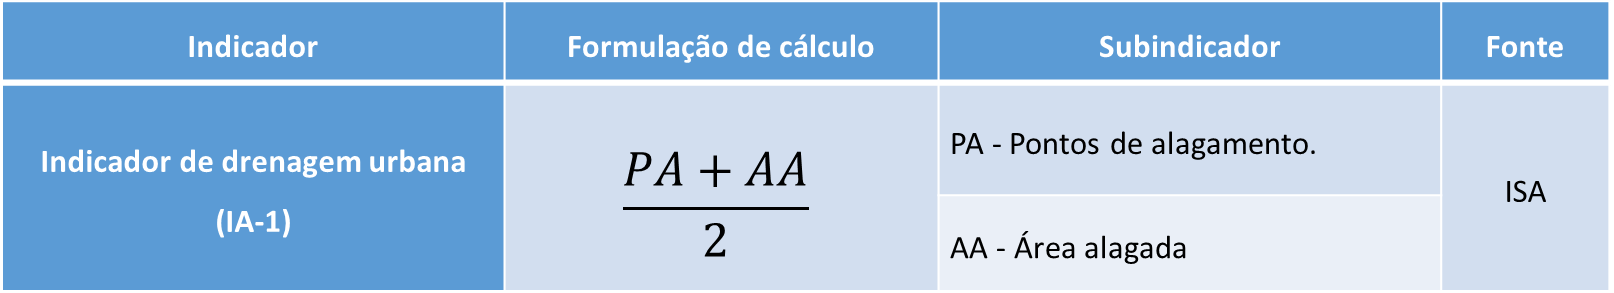 Indicador
Formulação de cálculo
Subindicador
Fonte
Indicador de drenagem urbana
(IA-1)
PA + AA
2
PA - Pontos de alagamento.
AA - Área alagada
ISA